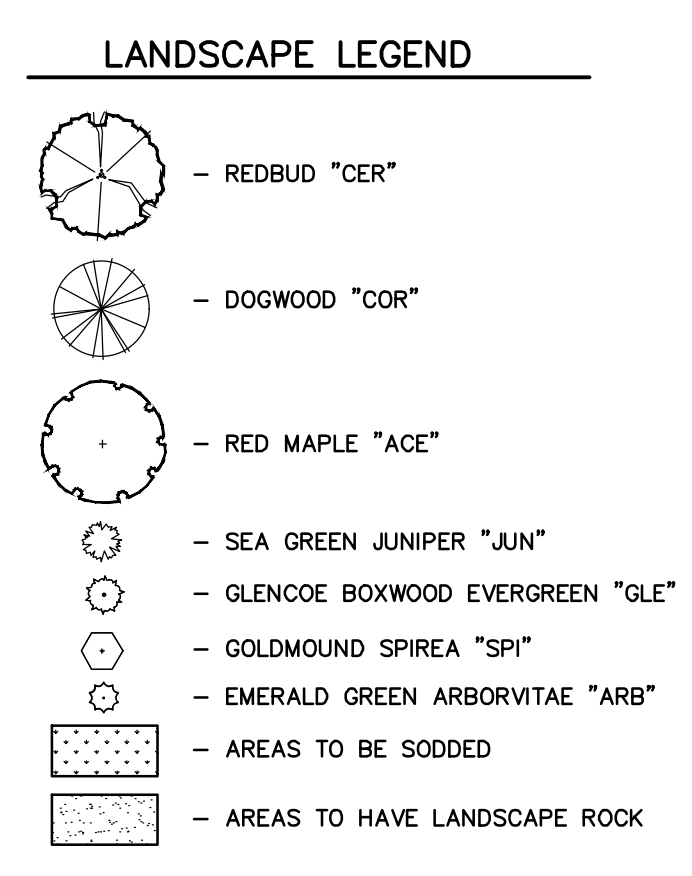 LANDSCAPE LEGEND
– REDBUD "CER"
– DOGWOOD "COR"
– RED MAPLE "ACE"
– SEA GREEN JUNIPER "JUN"
– GLENCOE BOXWOOD EVERGREEN "GLE"
– GOLDMOUND SPIREA "SPI"
– EMERALD GREEN ARBORVITAE "ARB"
– AREAS TO BE SODDED
– AREAS TO HAVE LANDSCAPE ROCK